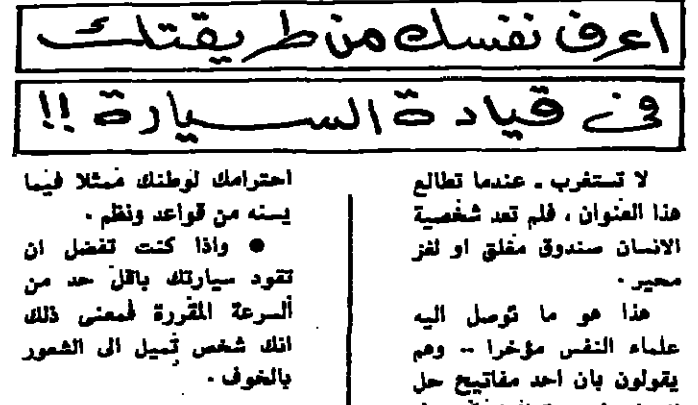 اعرف نفسك من طريقتك
في قيادة السيارة !!
لا تستغرب ـ عندما تطالع
هذا العنوان ، فلم تعد شخصية
الانسان صندوق مغلق او لغز
محير ·
هذا هو ما توصل اليه
علماء النفس مؤخرا ·· وهم
يقولون بان احد مفاتيح حل
احترامك لوطنك ممثلا فيما
يسنه من قواعد ونظم ·
● واذا كنت تفضل ان
تقود سيارتك باقل حد من
السرعة المقررة فمعنى ذلك
انك شخص تميل الى الشعور
بالخوف ·